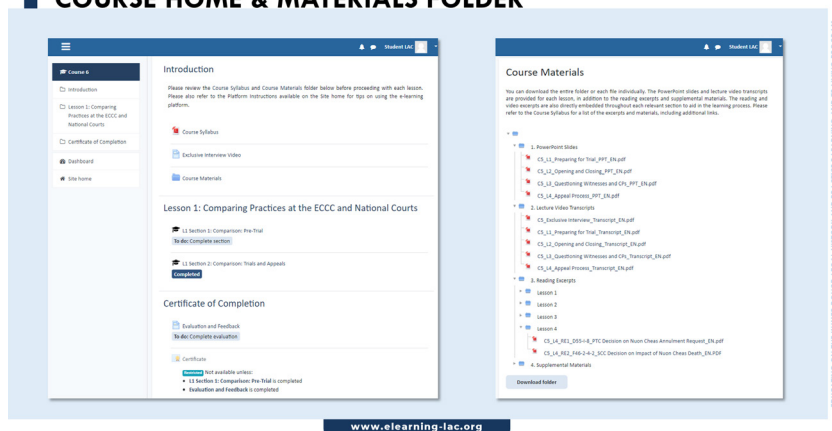 COURSE HOME & MATERIALS FOLDER
Student LAC
Course 6
Introduction
Lesson 1: Comparing
Practices at the ECCC and
National Courts
Certificate of Completion
Dashboard
Site home
Introduction
Please review the Course Syllabus and Course Materials folder below before proceeding with each lesson.
Please also refer to the Platform Instructions available on the Site home for tips on using the e-learning
platform.
Course Syllabus
Exclusive Interview Video
Course Materials
Lesson 1: Comparing Practices at the ECCC and National Courts
L1 Section 1: Comparison: Pre-Trial
To do: Complete section
L1 Section 2: Comparison: Trials and Appeals
Completed
Certificate of Completion
Evaluation and Feedback
To do: Complete evaluation
Certificate
Restricted Not available unless:
• L1 Section 1: Comparison: Pre-Trial is completed
• Evaluation and Feedback is completed
Student LAC
Course Materials
You can download the entire folder or each file individually. The PowerPoint slides and lecture video transcripts
are provided for each lesson, in addition to the reading excerpts and supplemental materials. The reading and
video excerpts are also directly embedded throughout each relevant section to aid in the learning process. Please
refer to the Course Syllabus for a list of the excerpts and materials, including additional links.
1. PowerPoint Slides
C5_L1_Preparing for Trial_PPT_EN.pdf
C5_L2_Opening and Closing_PPT_EN.pdf
C5_L3_Questioning Witnesses and CPs_PPT_EN.pdf
C5_L4_Appeal Process_PPT_EN.pdf
2. Lecture Video Transcripts
C5_Exclusive Interview_Transcript_EN.pdf
C5_L1_Preparing for Trial_Transcript_EN.pdf
C5_L2_Opening and Closing_Transcript_EN.pdf
C5_L3_Questioning Witnesses and CPs_Transcript_EN.pdf
C5_L4_Appeal Process_Transcript_EN.pdf
3. Reading Excerpts
Lesson 1
Lesson 2
Lesson 3
Lesson 4
C5_L4_RE1_D55-I-8_PTC Decision on Nuon Cheas Annulment Request_EN.pdf
C5_L4_RE2_F46-2-4-2_SCC Decision on Impact of Nuon Cheas Death_EN.PDF
4. Supplemental Materials
Download folder
www.elearning-lac.org